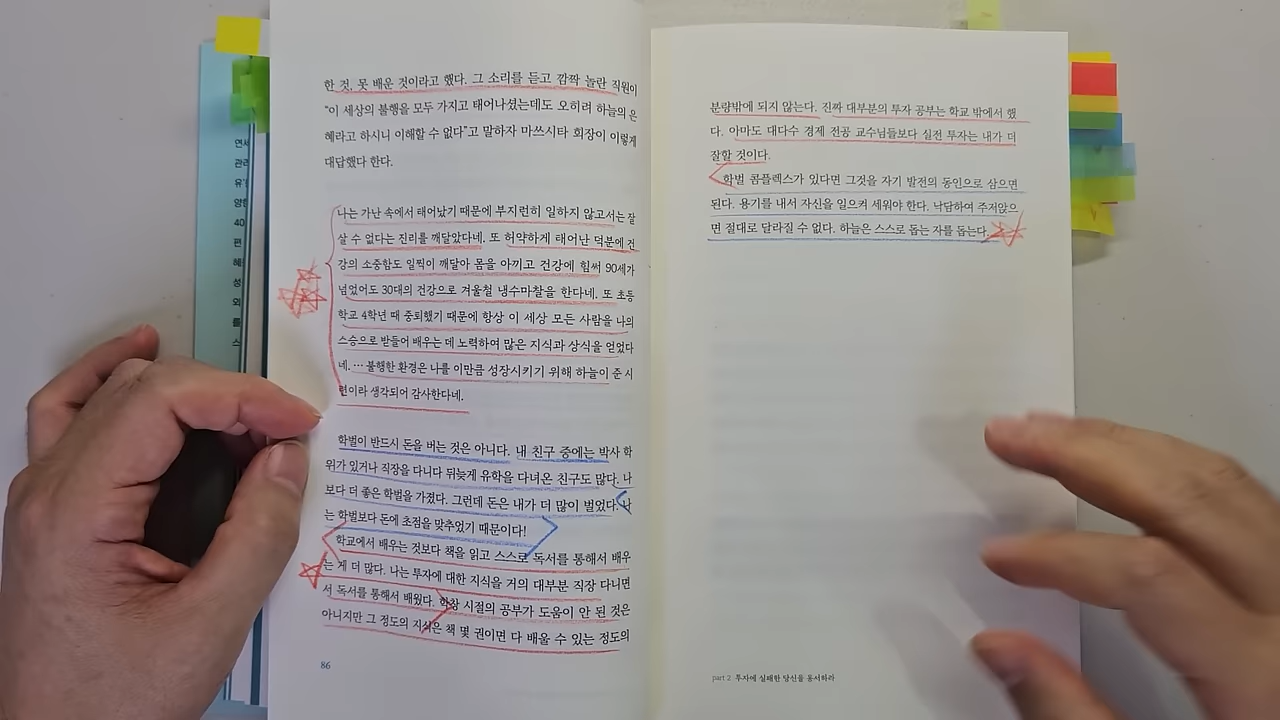 한 것, 못 배운 것이라고 했다. 그 소리를 듣고 깜짝 놀란 직원이
“이 세상의 불행을 모두 가지고 태어나셨는데도 오히려 하늘의 은
혜라고 하시니 이해할 수 없다”고 말하자 마쓰시타 회장이 이렇게
대답했다 한다.
나는 가난 속에서 태어났기 때문에 부지런히 일하지 않고서는 잘
살 수 없다는 진리를 깨달았다네. 또 허약하게 태어난 덕분에 건
강의 소중함도 일찍이 깨달아 몸을 아끼고 건강에 힘써 90세가
넘었어도 30대의 건강으로 겨울철 냉수마찰을 한다네. 또 초등
학교 4학년 때 중퇴했기 때문에 항상 이 세상 모든 사람을 나의
스승으로 받들어 배우는 데 노력하여 많은 지식과 상식을 얻었다
네. … 불행한 환경은 나를 이만큼 성장시키기 위해 하늘이 준 시
련이라 생각되어 감사한다네.
학벌이 반드시 돈을 버는 것은 아니다. 내 친구 중에는 박사 학
위가 있거나 직장을 다니다 뒤늦게 유학을 다녀온 친구도 많다. 나
보다 더 좋은 학벌을 가졌다. 그런데 돈은 내가 더 많이 벌었다. 나
는 학벌보다 돈에 초점을 맞추었기 때문이다!
학교에서 배우는 것보다 책을 읽고 스스로 독서를 통해서 배우
는 게 더 많다. 나는 투자에 대한 지식을 거의 대부분 직장 다니면
서 독서를 통해서 배웠다. 학창 시절의 공부가 도움이 안 된 것은
아니지만 그 정도의 지식은 책 몇 권이면 다 배울 수 있는 정도의
86
분량밖에 되지 않는다. 진짜 대부분의 투자 공부는 학교 밖에서 했
다. 아마도 대다수 경제 전공 교수님들보다 실전 투자는 내가 더
잘할 것이다.
학벌 콤플렉스가 있다면 그것을 자기 발전의 동인으로 삼으면
된다. 용기를 내서 자신을 일으켜 세워야 한다. 낙담하여 주저앉으
면 절대로 달라질 수 없다. 하늘은 스스로 돕는 자를 돕는다.
part 2 투자에 실패한 당신을 용서하라
연세
관리
유
양
40
편
혜
성
외
를
스